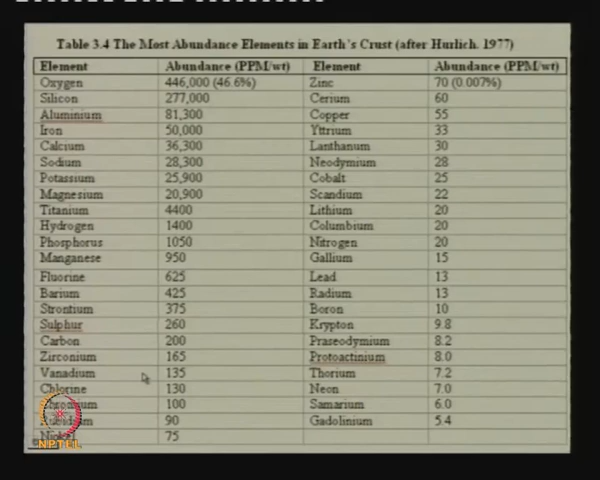 Table 3.4 The Most Abundance Elements in Earth's Crust (after Hurlich. 1977)
Element Abundance (PPM/wt) Element Abundance (PPM/wt)
Oxygen 446,000 (46.6%) Zinc 70 (0.007%)
Silicon 277,000 Cerium 60
Aluminium 81,300 Copper 55
Iron 50,000 Yttrium 33
Calcium 36,300 Lanthanum 30
Sodium 28,300 Neodymium 28
Potassium 25,900 Cobalt 25
Magnesium 20,900 Scandium 22
Titanium 4400 Lithium 20
Hydrogen 1400 Columbium 20
Phosphorus 1050 Nitrogen 20
Manganese 950 Gallium 15
Fluorine 625 Lead 13
Barium 425 Radium 13
Strontium 375 Boron 10
Sulphur 260 Krypton 9.8
Carbon 200 Praseodymium 8.2
Zirconium 165 Protoactinium 8.0
Vanadium 135 Thorium 7.2
Chlorine 130 Neon 7.0
Chromium 100 Samarium 6.0
Rubidium 90 Gadolinium 5.4
Nickel 75
NPTEL